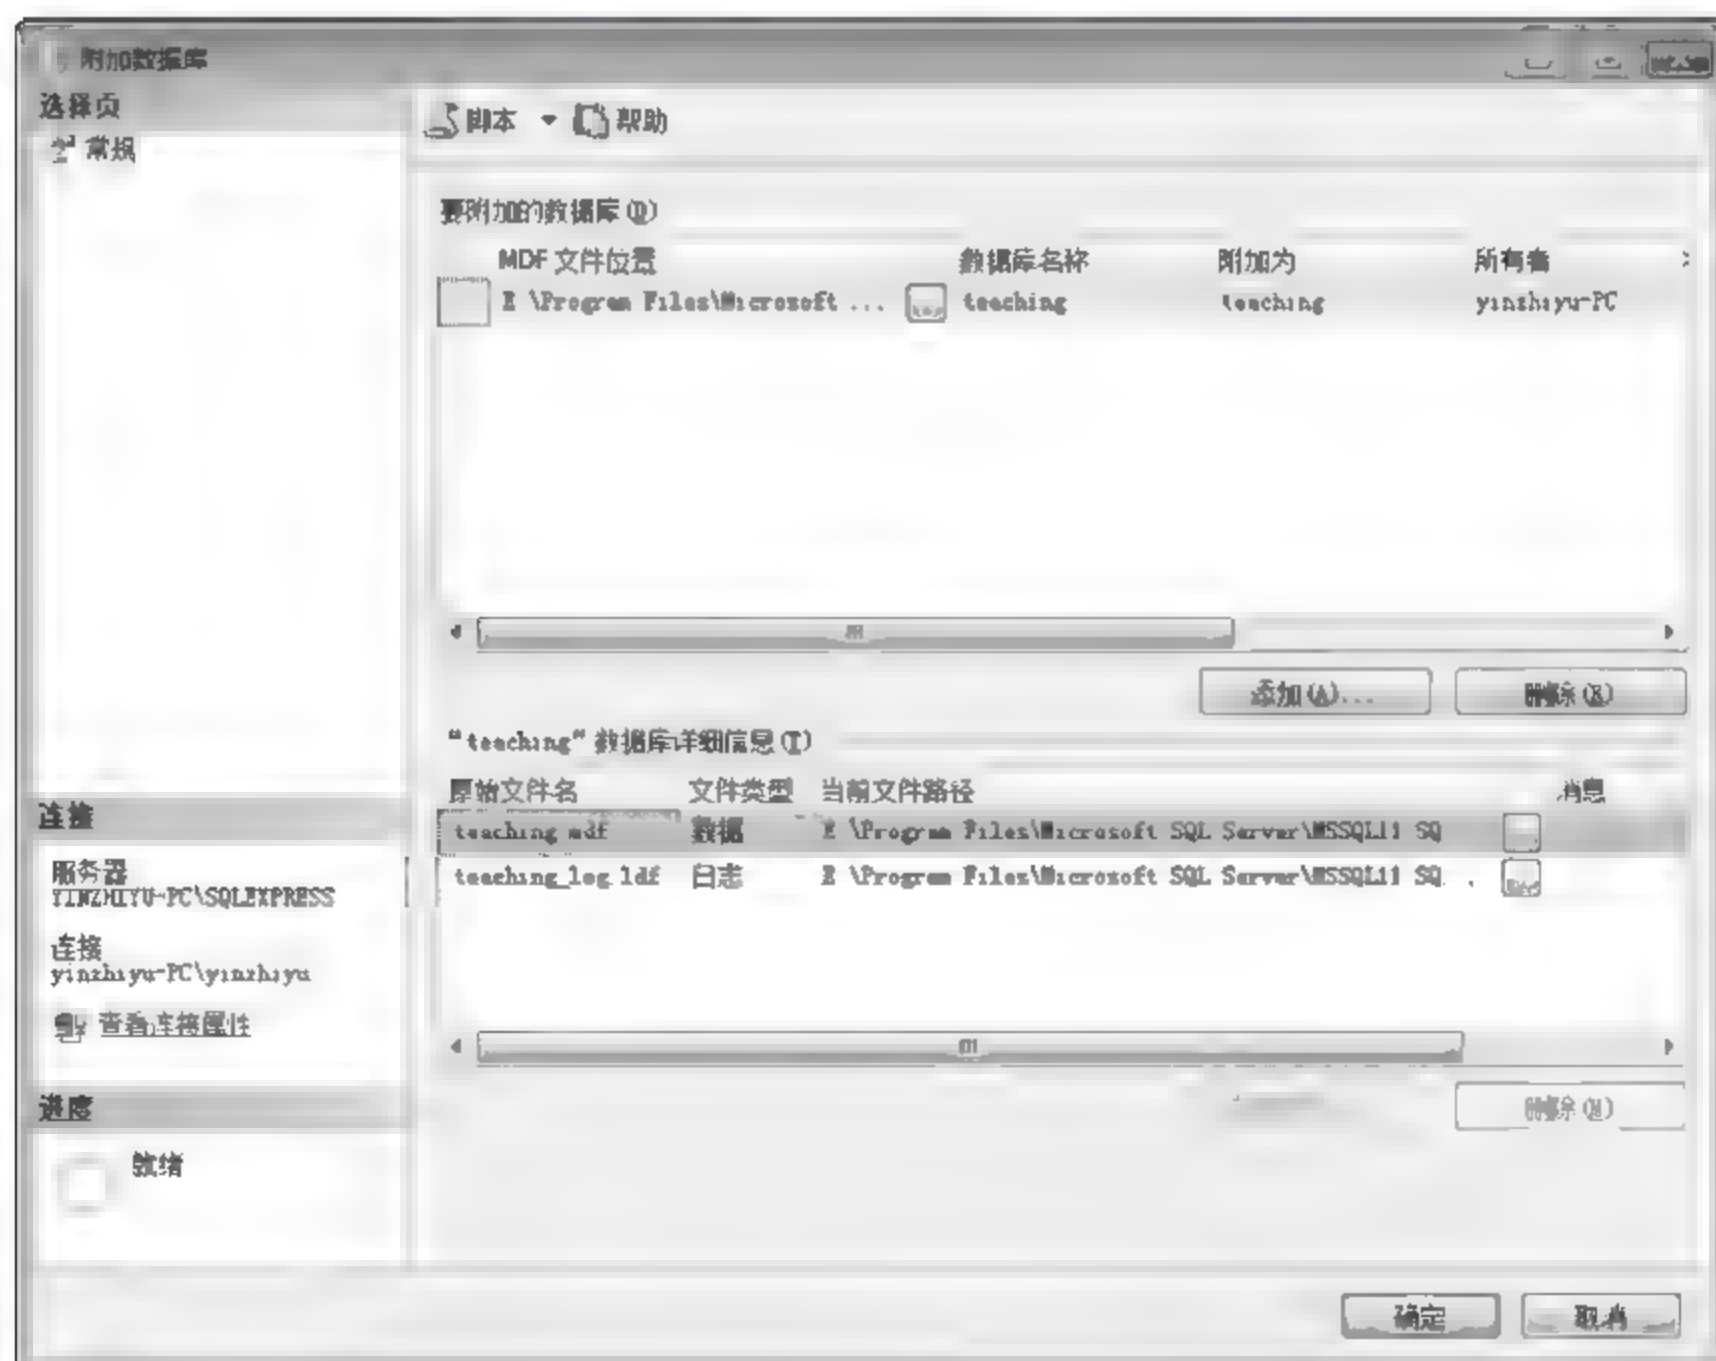 附加数据库
选择页
常规
脚本 帮助
要附加的数据库(D)
MDF 文件位置 数据库名称 附加为 所有者
E \Program Files\Microsoft ... teaching teaching yinzhiyu-PC
添加(A)... 删除(R)
“teaching”数据库详细信息(T)
原始文件名 文件类型 当前文件路径 消息
teaching mdf 数据 E \Program Files\Microsoft SQL Server\MSSQL11 SQ
teaching_log ldf 日志 E \Program Files\Microsoft SQL Server\MSSQL11 SQ
删除(M)
连接
服务器
YINZHIYU-PC\SQLEXPRESS
连接
yinzhiyu-PC\yinzhiyu
查看连接属性
进度
就绪
确定 取消